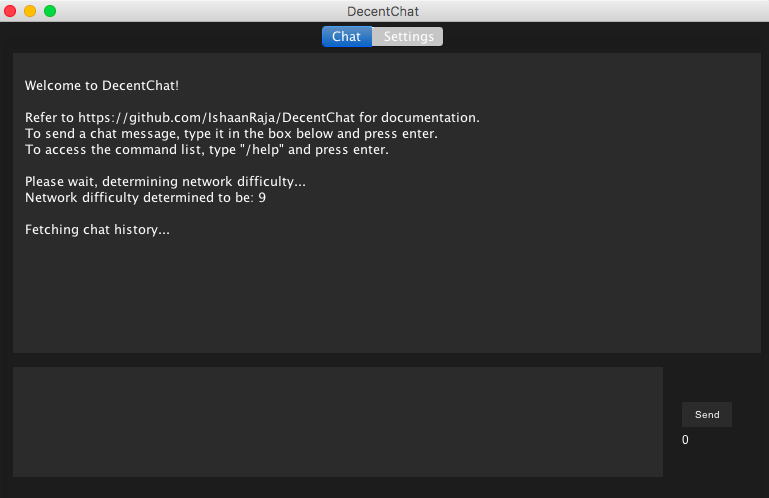 DecentChat
Chat Settings
Welcome to DecentChat!
Refer to https://github.com/IshaanRaja/DecentChat for documentation.
To send a chat message, type it in the box below and press enter.
To access the command list, type "/help" and press enter.
Please wait, determining network difficulty...
Network difficulty determined to be: 9
Fetching chat history...
Send
0